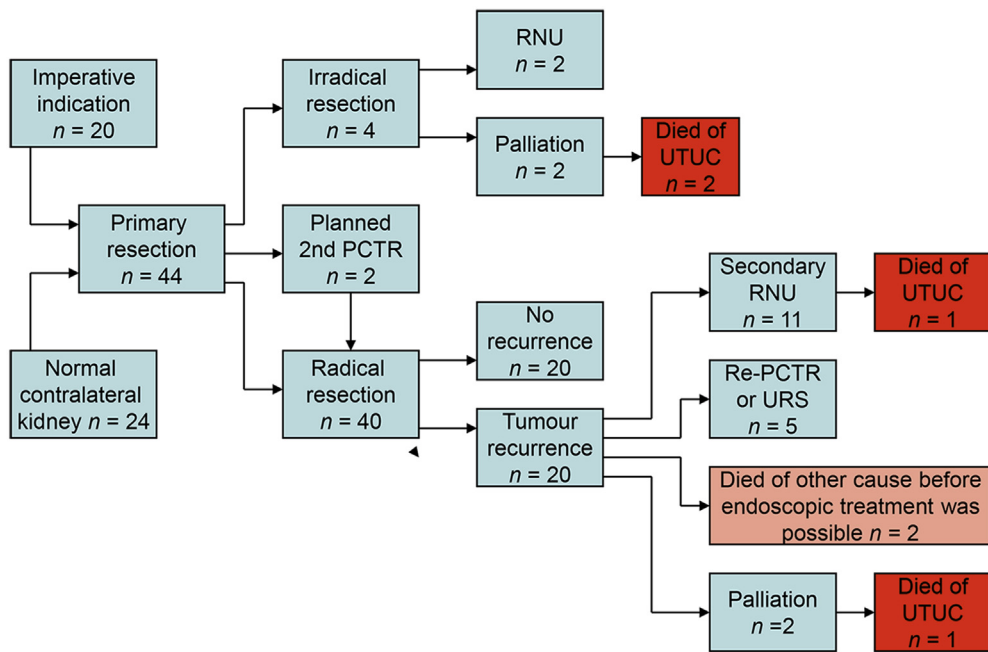 Imperative
indication
n = 20
Normal
contralateral
kidney n = 24
Primary
resection
n = 44
Irradical
resection
n = 4
Planned
2nd PCTR
n = 2
Radical
resection
n = 40
RNU
n = 2
Palliation
n = 2
Died of
UTUC
n = 2
No
recurrence
n = 20
Tumour
recurrence
n = 20
Secondary
RNU
n = 11
Died of
UTUC
n = 1
Re-PCTR
or URS
n = 5
Died of other cause before
endoscopic treatment was
possible n = 2
Palliation
n =2
Died of
UTUC
n = 1